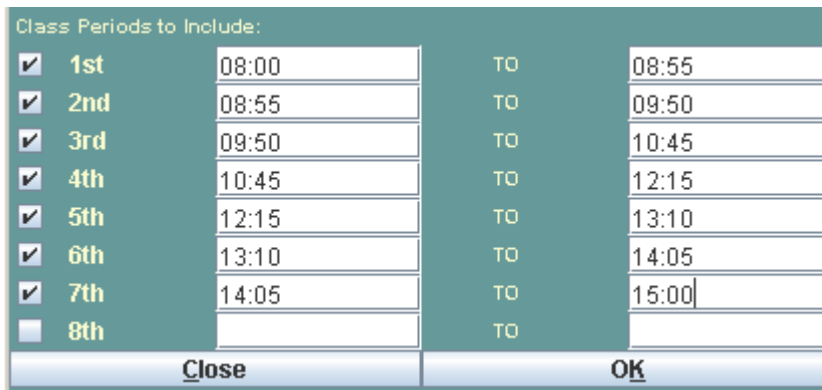 Class Periods to Include:
1st 08:00 TO 08:55
2nd 08:55 TO 09:50
3rd 09:50 TO 10:45
4th 10:45 TO 12:15
5th 12:15 TO 13:10
6th 13:10 TO 14:05
7th 14:05 TO 15:00
8th TO
Close OK